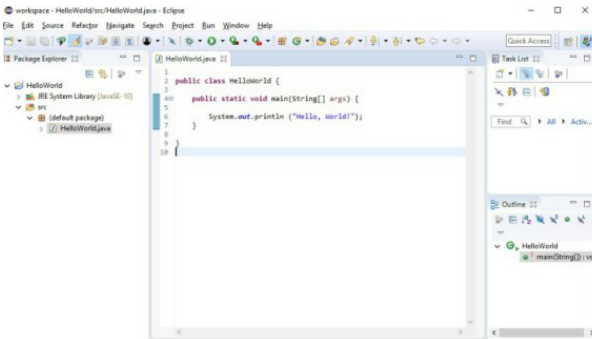 workspace - HelloWorld/src/HelloWorld.java - Eclipse
File Edit Source Refactor Navigate Search Project Run Window Help
Quick Access
Package Explorer
HelloWorld
JRE System Library [JavaSE-10]
src
(default package)
HelloWorld.java
HelloWorld.java
1
2 public class HelloWorld {
3
4 public static void main(String[] args) {
5
6 System.out.println ("Hello, World!");
7 }
8
9 }
10
Task List
Find All Activ...
Outline
HelloWorld
main(String[]) : vo